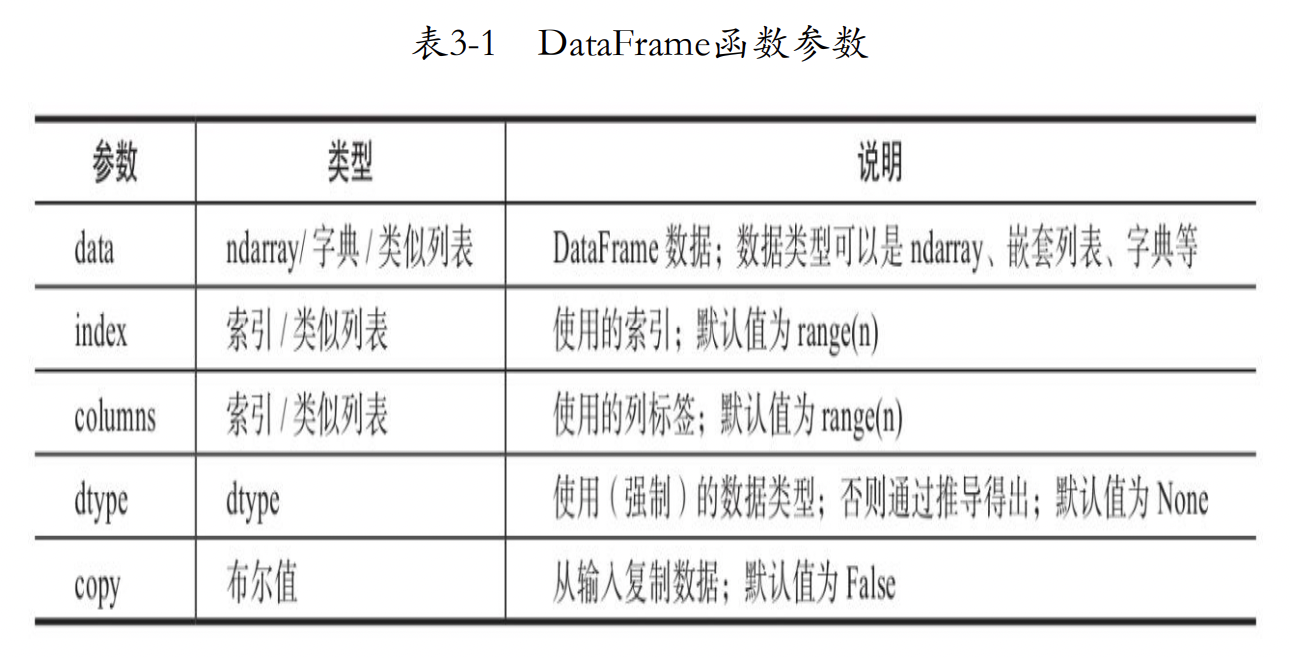 表3-1 DataFrame函数参数
参数 类型 说明
data ndarray/ 字典 / 类似列表 DataFrame 数据；数据类型可以是 ndarray、嵌套列表、字典等
index 索引 / 类似列表 使用的索引；默认值为 range(n)
columns 索引 / 类似列表 使用的列标签；默认值为 range(n)
dtype dtype 使用（强制）的数据类型；否则通过推导得出；默认值为 None
copy 布尔值 从输入复制数据；默认值为 False